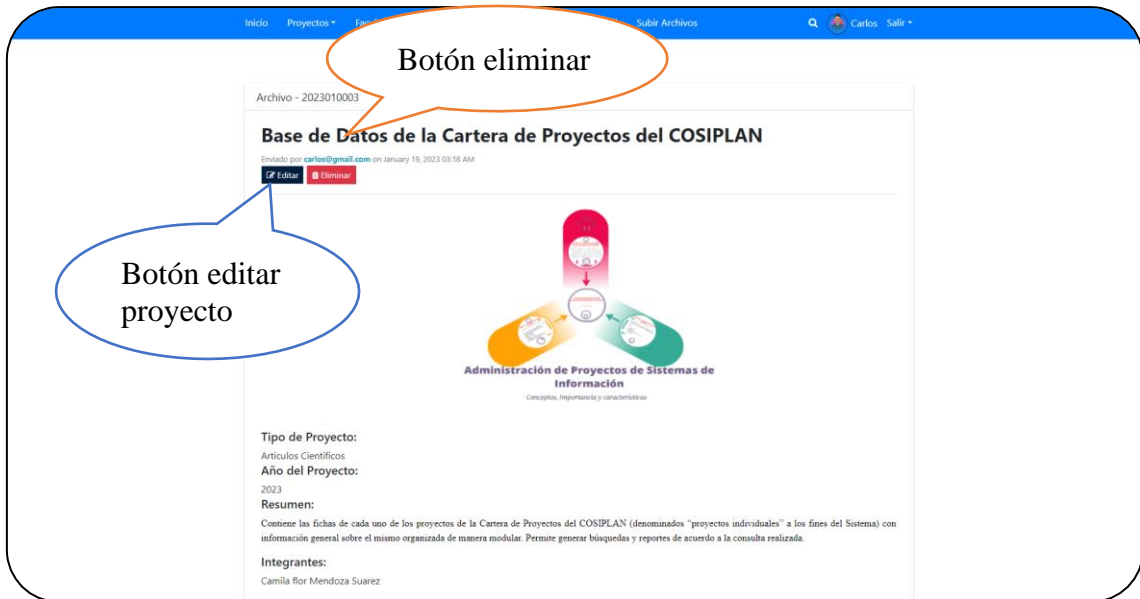 Inicio Proyectos Subir Archivos Carlos Salir
Botón eliminar
Archivo - 2023010003
Base de Datos de la Cartera de Proyectos del COSIPLAN
Enviado por carlos@gmail.com on January 19, 2023 03:18 AM
Editar Eliminar
Botón editar
proyecto
Administración de Proyectos de Sistemas de
Información
Conceptos, Importancia y características
Tipo de Proyecto:
Articulos Cientificos
Año del Proyecto:
2023
Resumen:
Contiene las fichas de cada uno de los proyectos de la Cartera de Proyectos del COSIPLAN (denominados "proyectos individuales" a los fines del Sistema) con
información general sobre el mismo organizada de manera modular. Permite generar búsquedas y reportes de acuerdo a la consulta realizada.
Integrantes:
Camila flor Mendoza Suarez